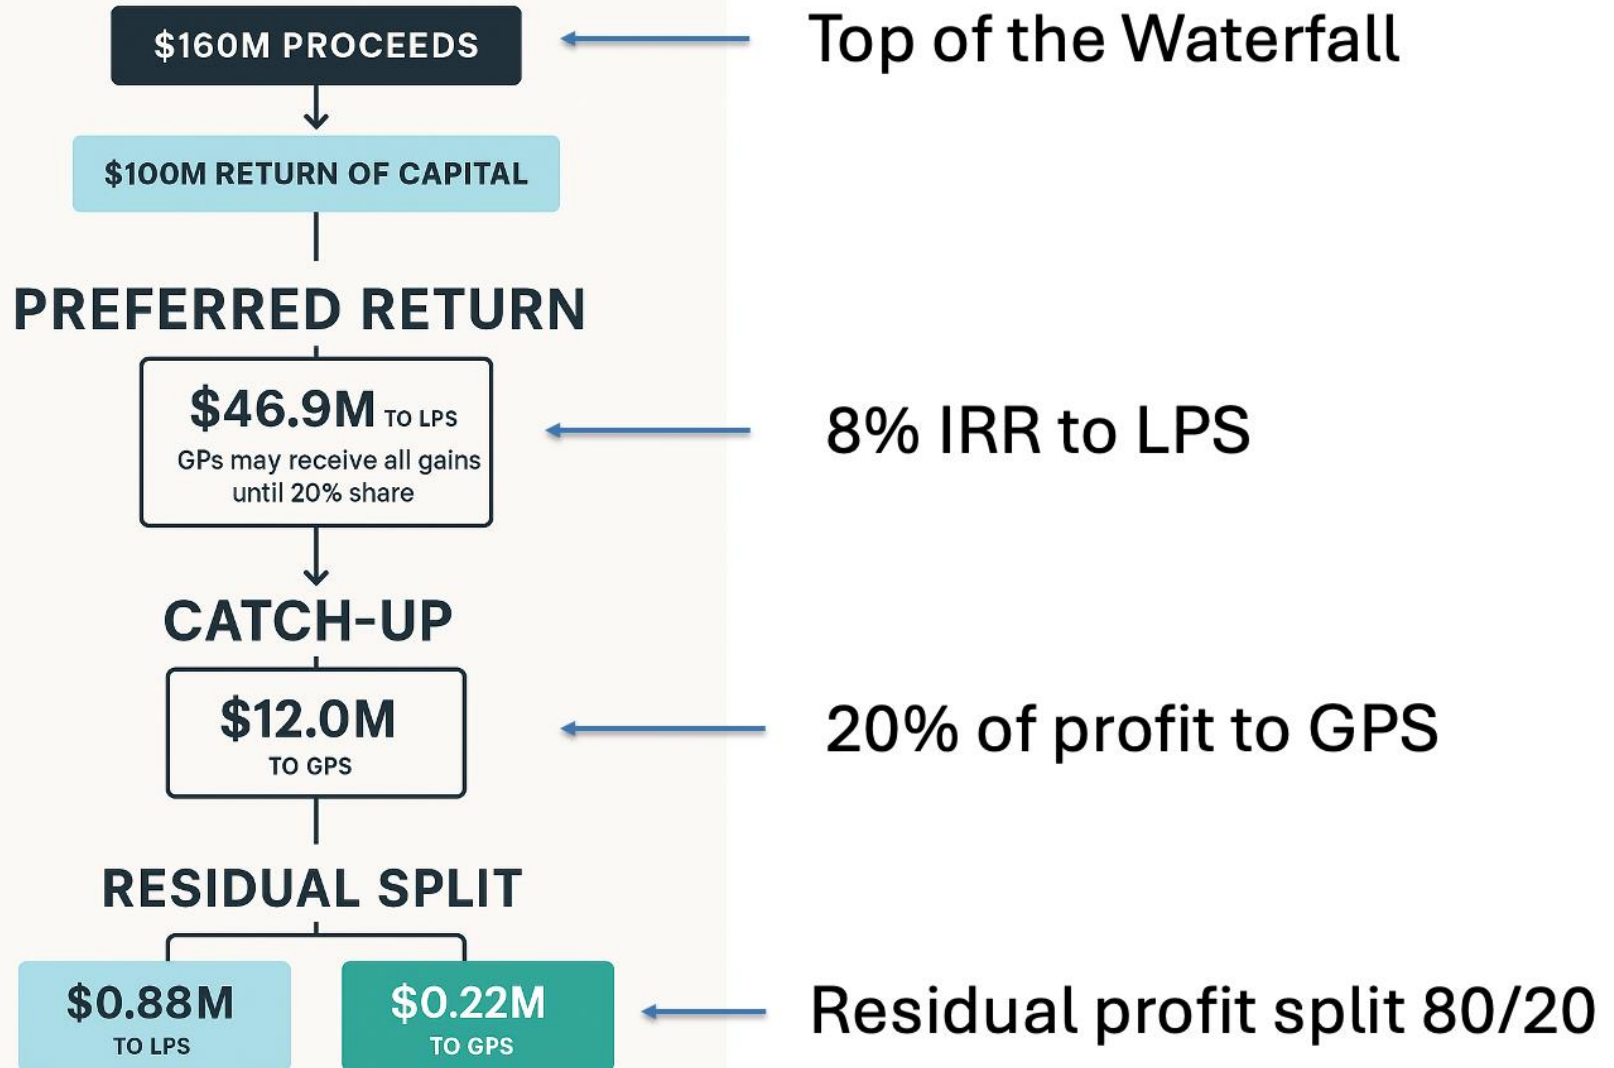 $160M PROCEEDS
Top of the Waterfall
$100M RETURN OF CAPITAL
PREFERRED RETURN
$46.9M TO LPS
GPs may receive all gains
until 20% share
8% IRR to LPS
CATCH-UP
$12.0M
TO GPS
20% of profit to GPS
RESIDUAL SPLIT
$0.88M
TO LPS
$0.22M
TO GPS
Residual profit split 80/20